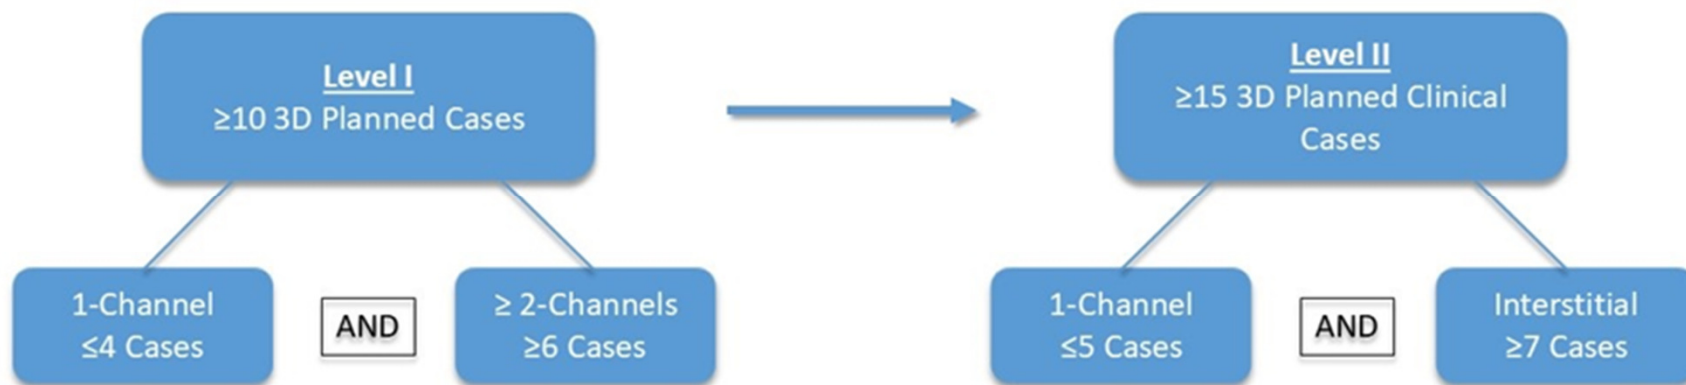 Level I
≥10 3D Planned Cases
Level II
≥15 3D Planned Clinical
Cases
1-Channel
≤4 Cases
AND
≥ 2-Channels
≥6 Cases
1-Channel
≤5 Cases
AND
Interstitial
≥7 Cases